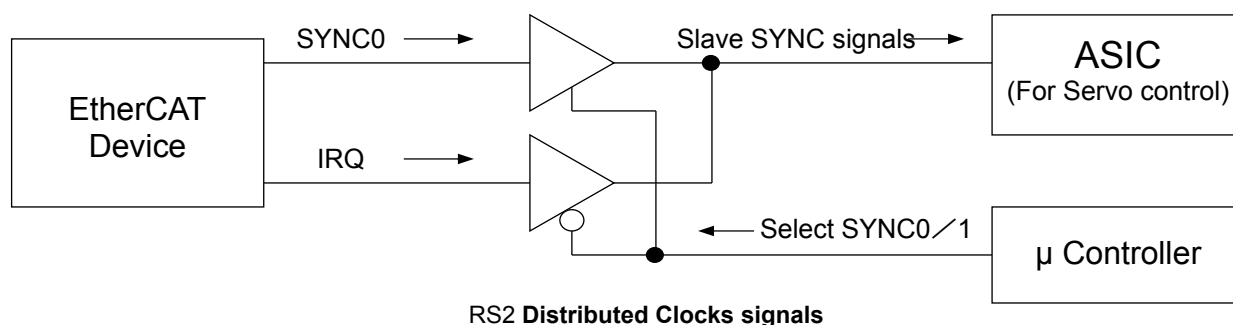 SYNC0
Slave SYNC signals
ASIC
(For Servo control)
EtherCAT
Device
IRQ
Select SYNC0／1
μ Controller
RS2 Distributed Clocks signals